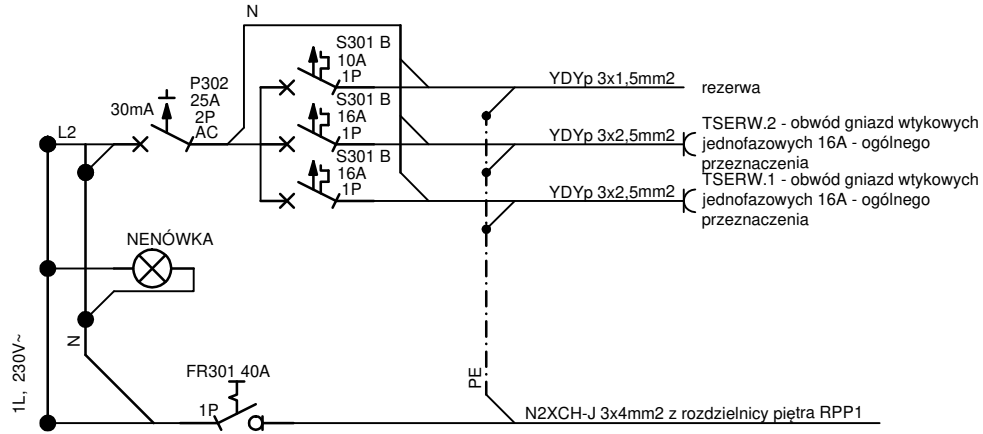 N
S301 B
10A
1P
YDYp 3x1,5mm2
rezerwa
P302
25A
2P
AC
30mA
S301 B
16A
1P
YDYp 3x2,5mm2
TSERW.2 - obwód gniazd wtykowych
jednofazowych 16A - ogólnego
przeznaczenia
L2
S301 B
16A
1P
YDYp 3x2,5mm2
TSERW.1 - obwód gniazd wtykowych
jednofazowych 16A - ogólnego
przeznaczenia
NENÓWKA
N
1L, 230V~
FR301 40A
1P
PE
N2XCH-J 3x4mm2 z rozdzielnicy piętra RPP1